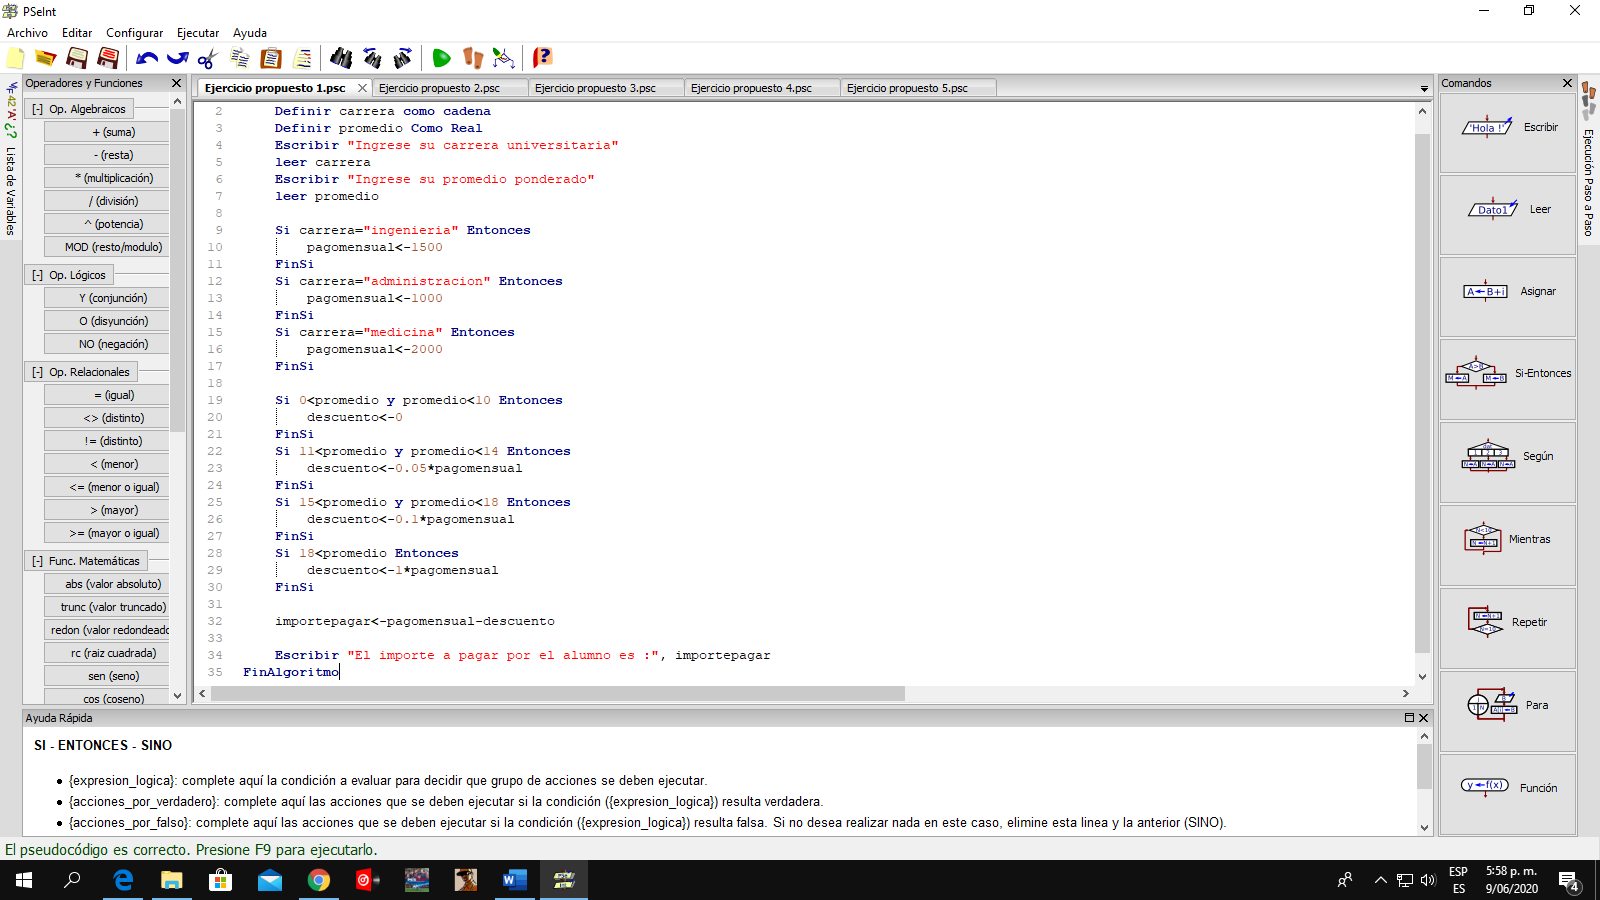 PSeInt
Archivo Editar Configurar Ejecutar Ayuda
Operadores y Funciones
Ejercicio propuesto 1.psc
Ejercicio propuesto 2.psc
Ejercicio propuesto 3.psc
Ejercicio propuesto 4.psc
Ejercicio propuesto 5.psc
Comandos
Lista de Variables
[-] Op. Algebraicos
+ (suma)
- (resta)
* (multiplicación)
/ (división)
^ (potencia)
MOD (resto/modulo)
[-] Op. Lógicos
Y (conjunción)
O (disyunción)
NO (negación)
[-] Op. Relacionales
= (igual)
<> (distinto)
!= (distinto)
< (menor)
<= (menor o igual)
> (mayor)
>= (mayor o igual)
[-] Func. Matemáticas
abs (valor absoluto)
trunc (valor truncado)
redon (valor redondeado
rc (raiz cuadrada)
sen (seno)
cos (coseno)
2 Definir carrera como cadena
3 Definir promedio Como Real
4 Escribir "Ingrese su carrera universitaria"
5 leer carrera
6 Escribir "Ingrese su promedio ponderado"
7 leer promedio
8
9 Si carrera="ingenieria" Entonces
10 pagomensual<-1500
11 FinSi
12 Si carrera="administracion" Entonces
13 pagomensual<-1000
14 FinSi
15 Si carrera="medicina" Entonces
16 pagomensual<-2000
17 FinSi
18
19 Si 0<promedio y promedio<10 Entonces
20 descuento<-0
21 FinSi
22 Si 11<promedio y promedio<14 Entonces
23 descuento<-0.05*pagomensual
24 FinSi
25 Si 15<promedio y promedio<18 Entonces
26 descuento<-0.1*pagomensual
27 FinSi
28 Si 18<promedio Entonces
29 descuento<-1*pagomensual
30 FinSi
31
32 importepagar<-pagomensual-descuento
33
34 Escribir "El importe a pagar por el alumno es :", importepagar
35 FinAlgoritmo
'Hola !' Escribir
Dato1 Leer
A←B+i Asignar
Si-Entonces
Según
Mientras
Repetir
Para
y←f(x) Función
Ejecución Paso a Paso
Ayuda Rápida
SI - ENTONCES - SINO
• {expresion_logica}: complete aquí la condición a evaluar para decidir que grupo de acciones se deben ejecutar.
• {acciones_por_verdadero}: complete aquí las acciones que se deben ejecutar si la condición ({expresion_logica}) resulta verdadera.
• {acciones_por_falso}: complete aquí las acciones que se deben ejecutar si la condición ({expresion_logica}) resulta falsa. Si no desea realizar nada en este caso, elimine esta linea y la anterior (SINO).
El pseudocódigo es correcto. Presione F9 para ejecutarlo.
ESP
ES
5:58 p. m.
9/06/2020
4